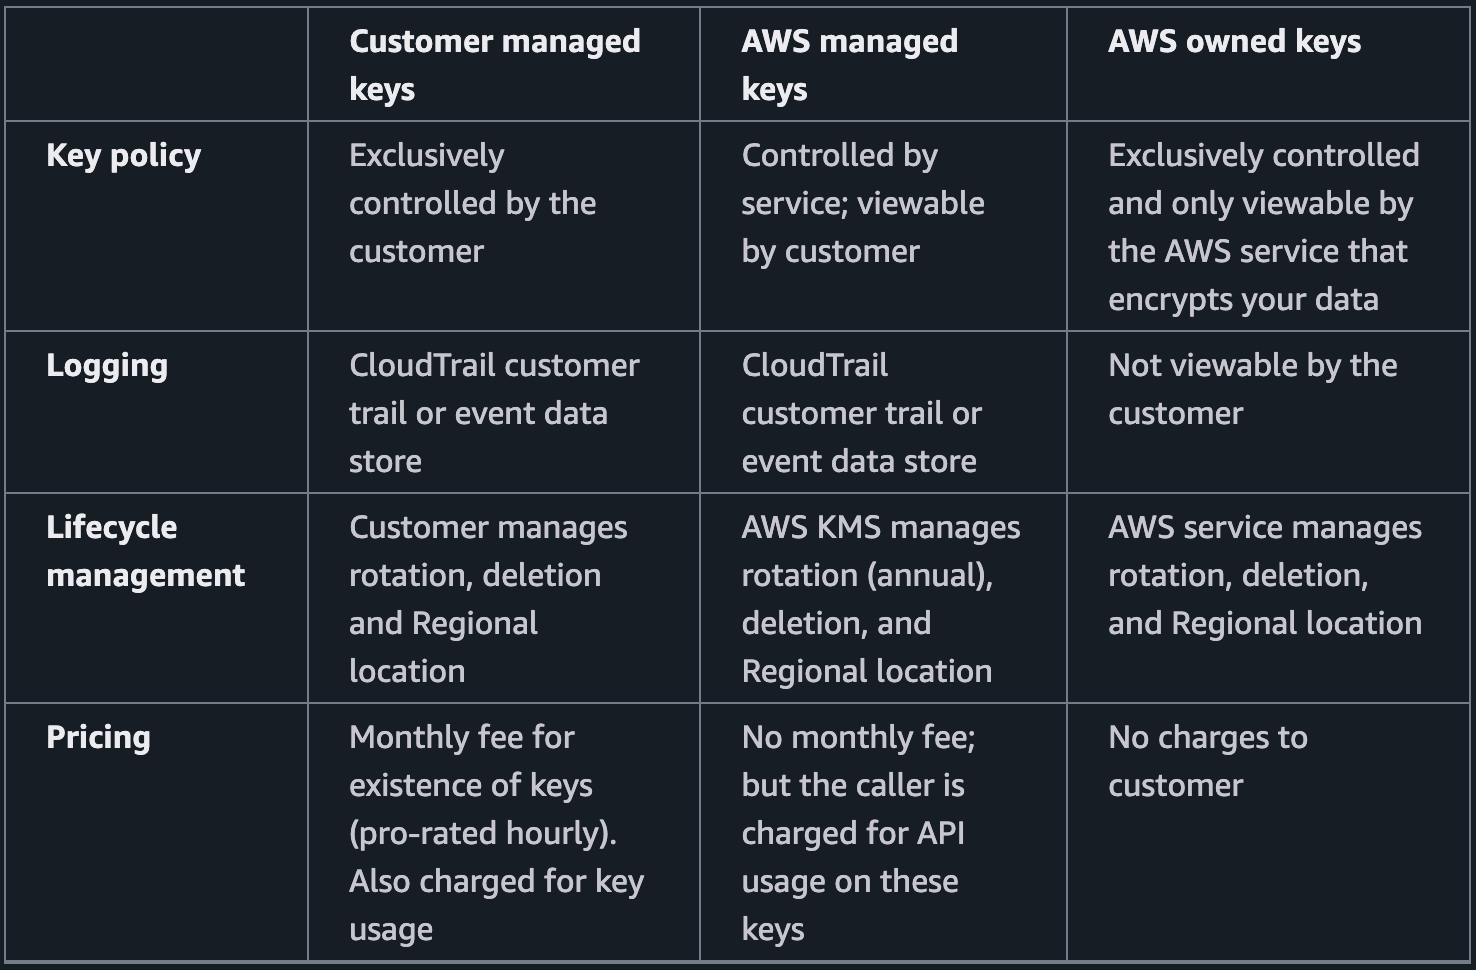 Customer managed
keys
AWS managed
keys
AWS owned keys
Key policy
Exclusively
controlled by the
customer
Controlled by
service; viewable
by customer
Exclusively controlled
and only viewable by
the AWS service that
encrypts your data
Logging
CloudTrail customer
trail or event data
store
CloudTrail
customer trail or
event data store
Not viewable by the
customer
Lifecycle
management
Customer manages
rotation, deletion
and Regional
location
AWS KMS manages
rotation (annual),
deletion, and
Regional location
AWS service manages
rotation, deletion,
and Regional location
Pricing
Monthly fee for
existence of keys
(pro-rated hourly).
Also charged for key
usage
No monthly fee;
but the caller is
charged for API
usage on these
keys
No charges to
customer